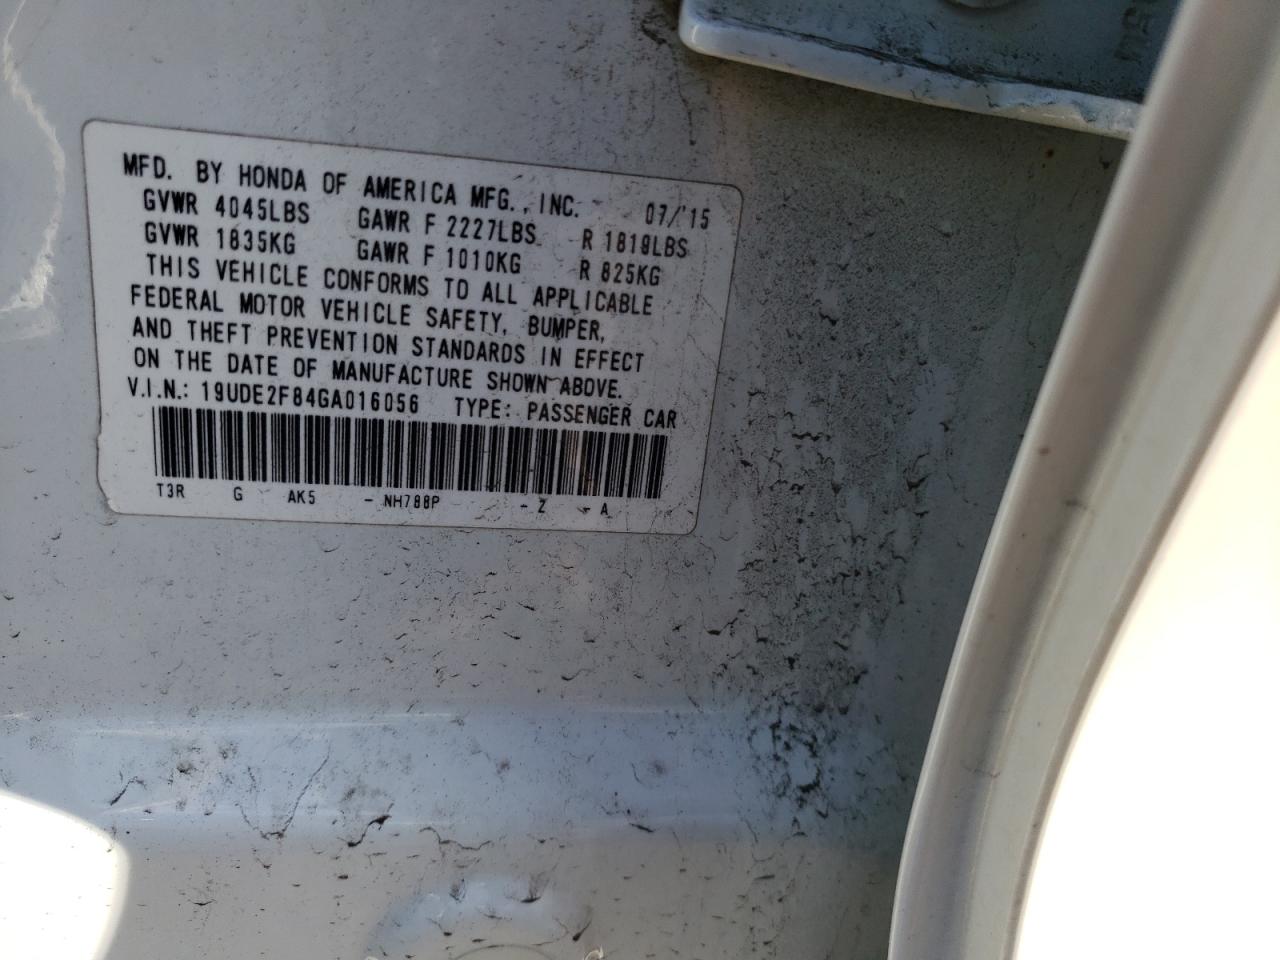 MFD. BY HONDA OF AMERICA MFG., INC. 07/'15
GVWR 4045LBS GAWR F 2227LBS R 1819LBS
GVWR 1835KG GAWR F 1010KG R 825KG
THIS VEHICLE CONFORMS TO ALL APPLICABLE
FEDERAL MOTOR VEHICLE SAFETY, BUMPER,
AND THEFT PREVENTION STANDARDS IN EFFECT
ON THE DATE OF MANUFACTURE SHOWN ABOVE.
V.I.N.: 19UDE2F84GA016056 TYPE: PASSENGER CAR
T3R G AK5 - NH788P - Z - A